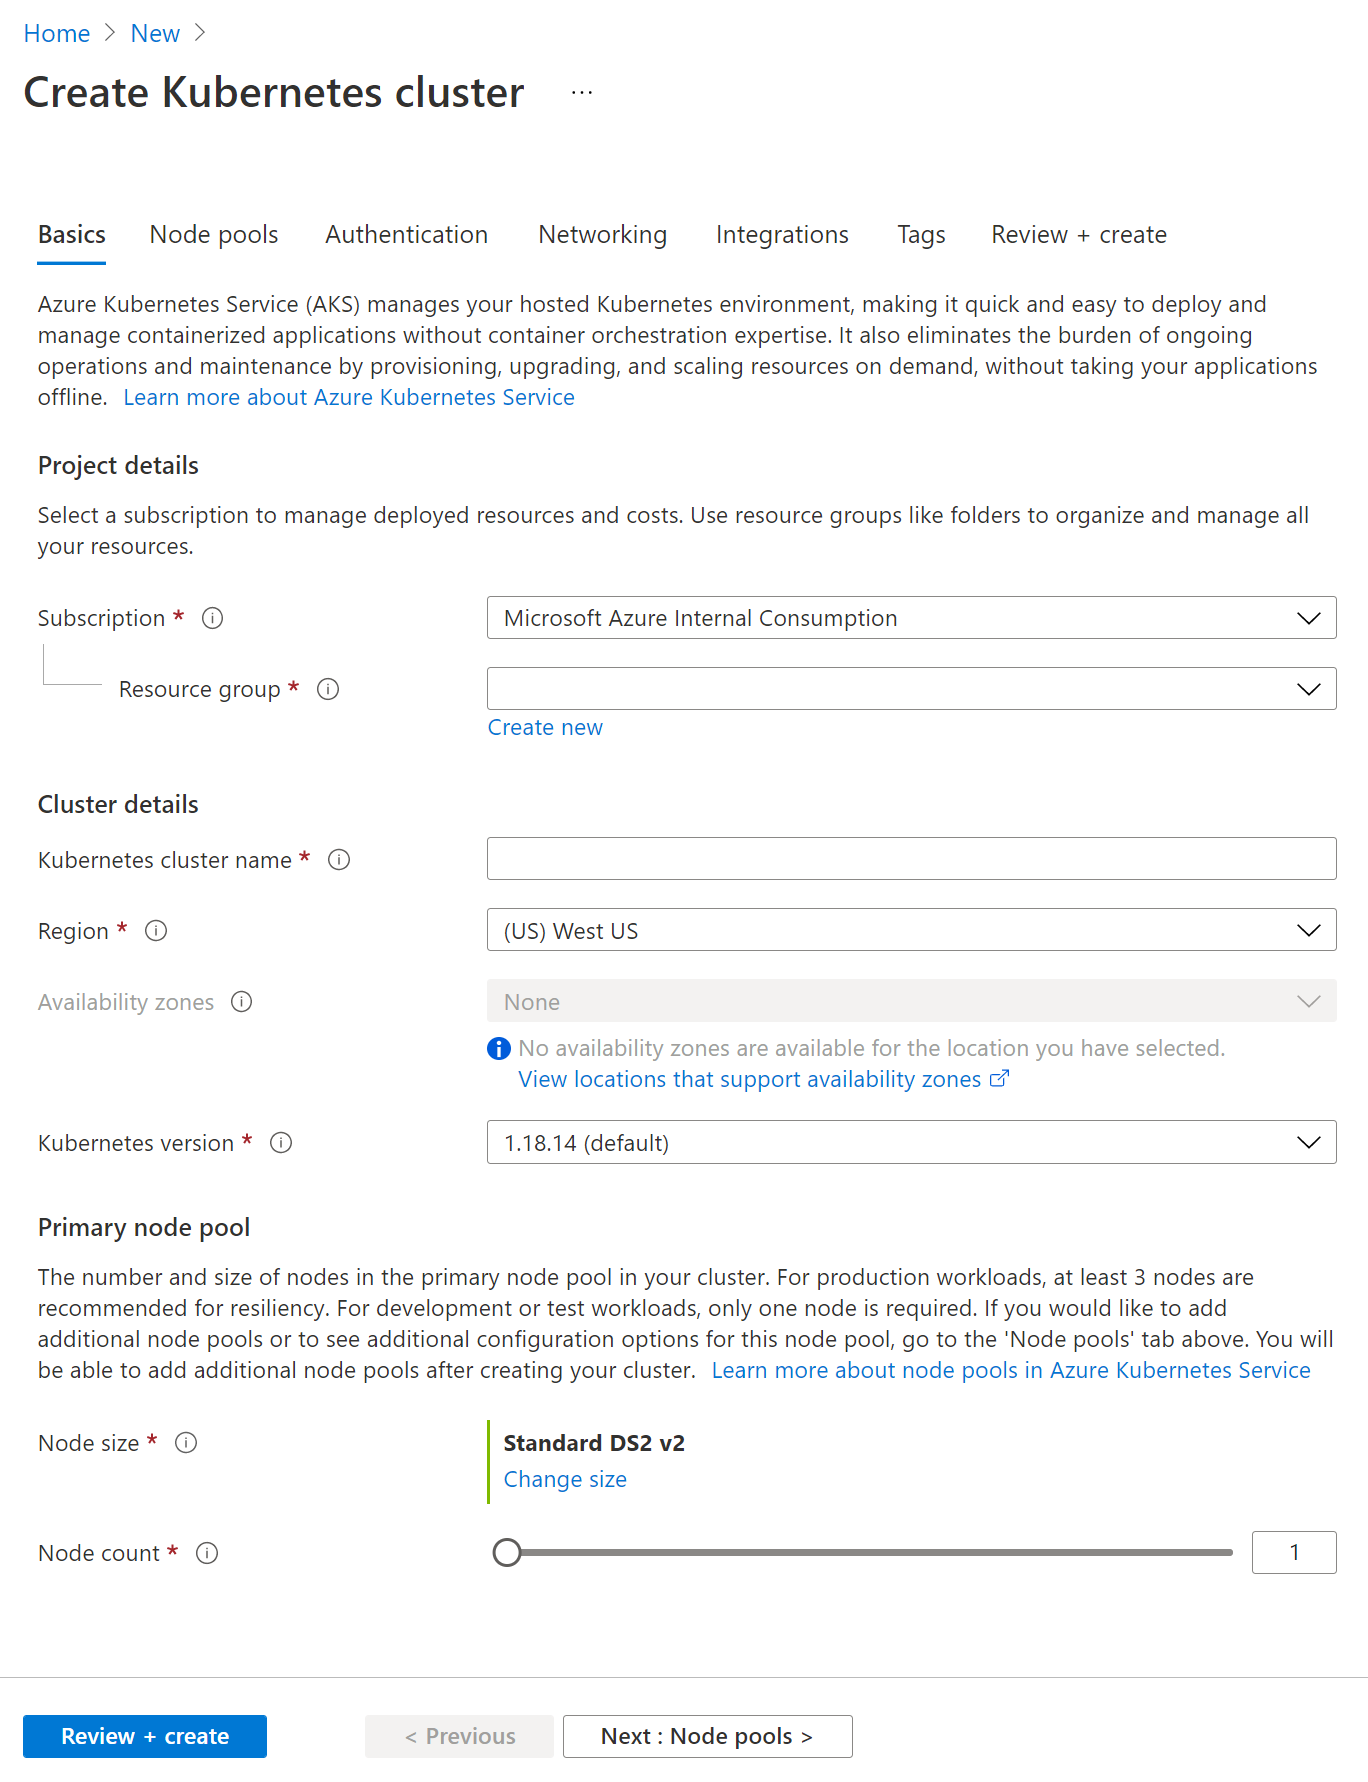 Home > New >
Create Kubernetes cluster ...
Basics Node pools Authentication Networking Integrations Tags Review + create
Azure Kubernetes Service (AKS) manages your hosted Kubernetes environment, making it quick and easy to deploy and
manage containerized applications without container orchestration expertise. It also eliminates the burden of ongoing
operations and maintenance by provisioning, upgrading, and scaling resources on demand, without taking your applications
offline. Learn more about Azure Kubernetes Service
Project details
Select a subscription to manage deployed resources and costs. Use resource groups like folders to organize and manage all
your resources.
Subscription * Microsoft Azure Internal Consumption
Resource group *
Create new
Cluster details
Kubernetes cluster name *
Region * (US) West US
Availability zones None
No availability zones are available for the location you have selected.
View locations that support availability zones
Kubernetes version * 1.18.14 (default)
Primary node pool
The number and size of nodes in the primary node pool in your cluster. For production workloads, at least 3 nodes are
recommended for resiliency. For development or test workloads, only one node is required. If you would like to add
additional node pools or to see additional configuration options for this node pool, go to the 'Node pools' tab above. You will
be able to add additional node pools after creating your cluster. Learn more about node pools in Azure Kubernetes Service
Node size * Standard DS2 v2
Change size
Node count * 1
Review + create < Previous Next : Node pools >